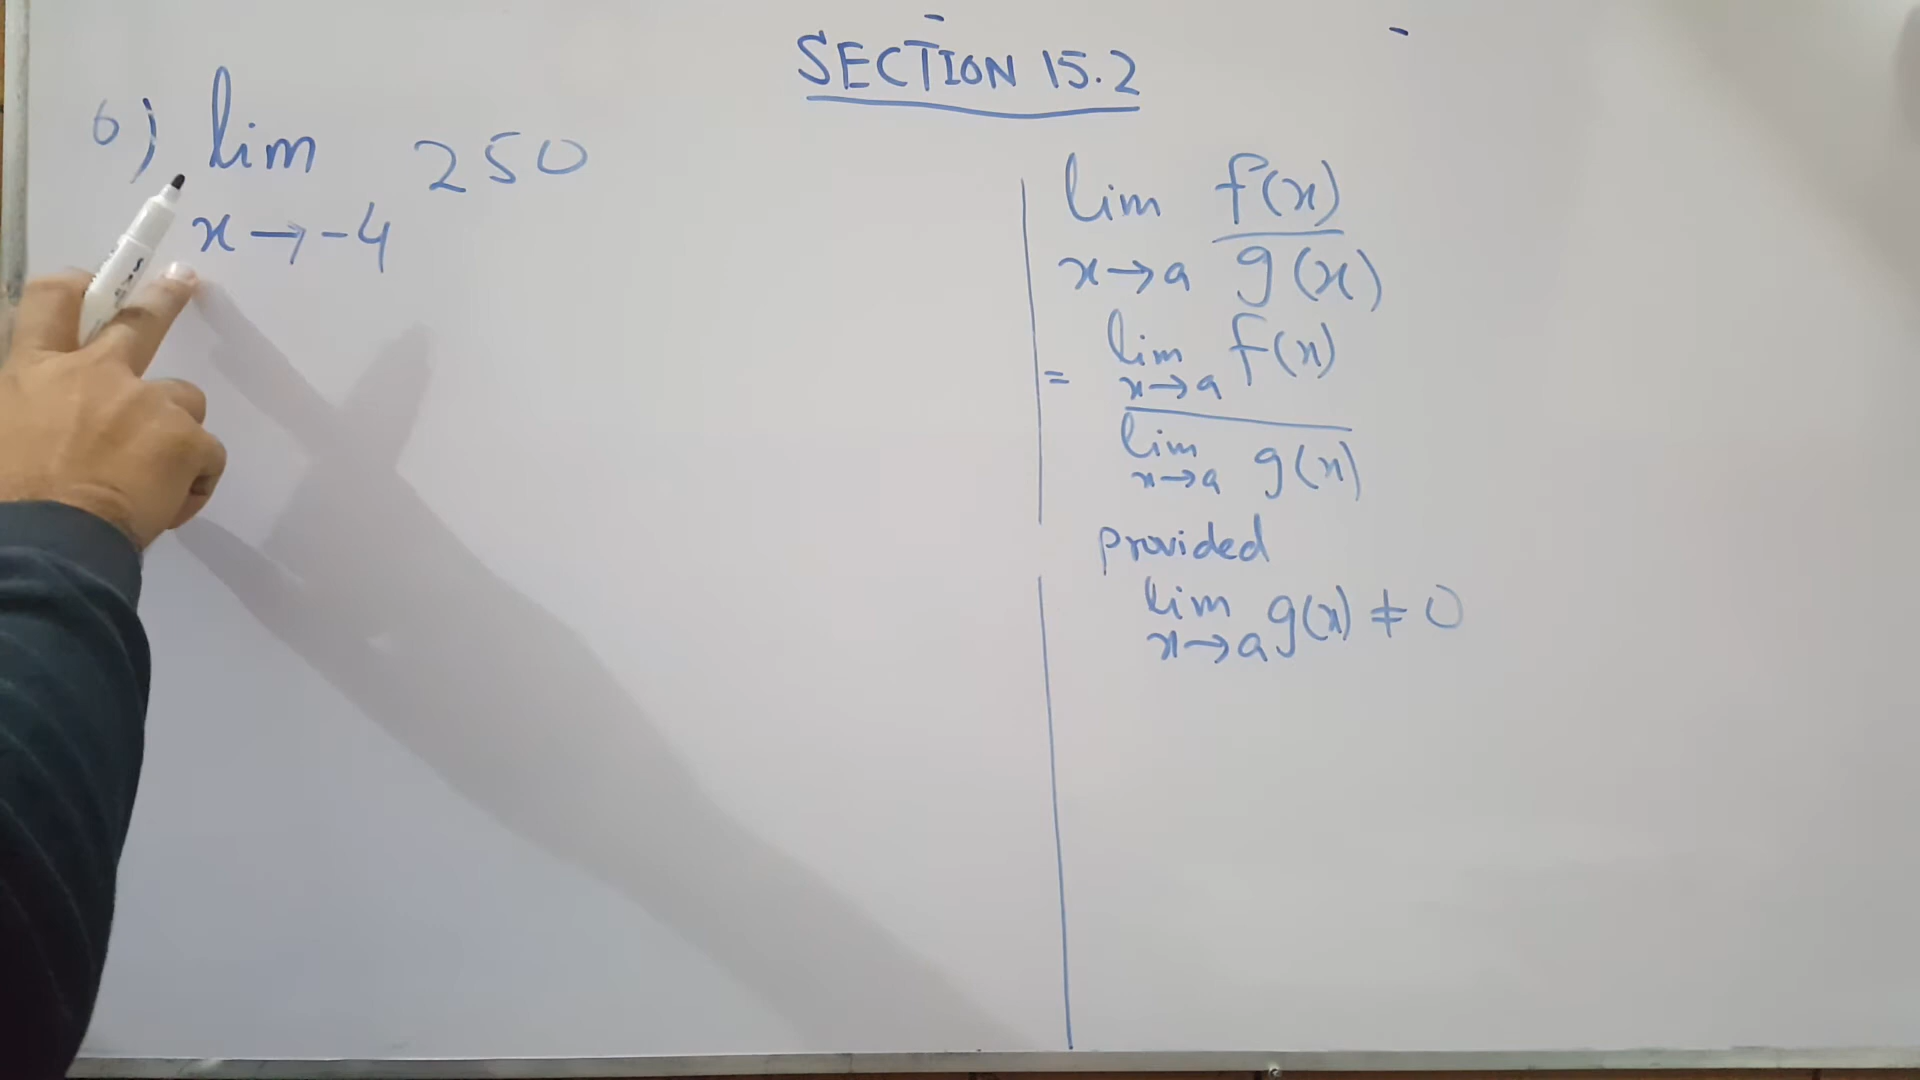 SECTION 15.2
6) lim 250
x→-4
lim f(x)
x→a g(x)
= lim f(x)
x→a
lim g(x)
x→a
provided
lim g(x) ≠ 0
x→a